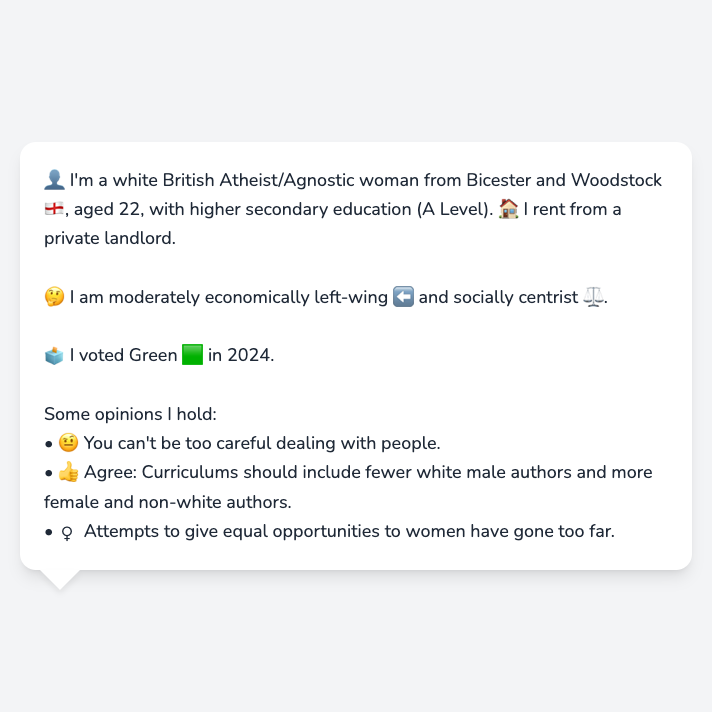 👤 I'm a white British Atheist/Agnostic woman from Bicester and Woodstock
🏴󠁧󠁢󠁥󠁮󠁧󠁿, aged 22, with higher secondary education (A Level). 🏠 I rent from a
private landlord.
🤔 I am moderately economically left-wing ⬅️ and socially centrist ⚖️.
🗳️ I voted Green 🟩 in 2024.
Some opinions I hold:
• 🤨 You can't be too careful dealing with people.
• 👍 Agree: Curriculums should include fewer white male authors and more
female and non-white authors.
• ♀ Attempts to give equal opportunities to women have gone too far.